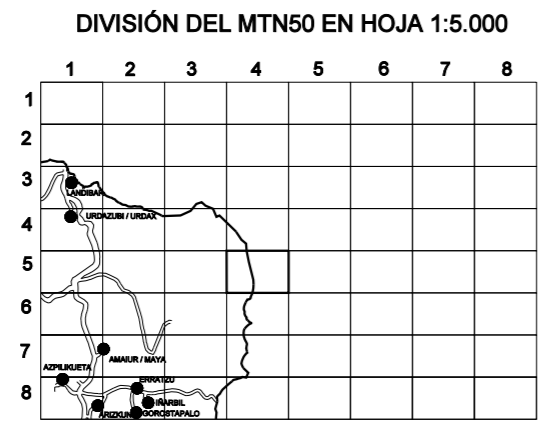 DIVISIÓN DEL MTN50 EN HOJA 1:5.000
1 2 3 4 5 6 7 8
1
2
3
LANDIBAR
4
URDAZUBI / URDAX
5
6
7
AMAIUR / MAYA
AZPILIKUETA
ERRATZU
8
IÑARBIL
ARIZKUN
GOROSTAPALO